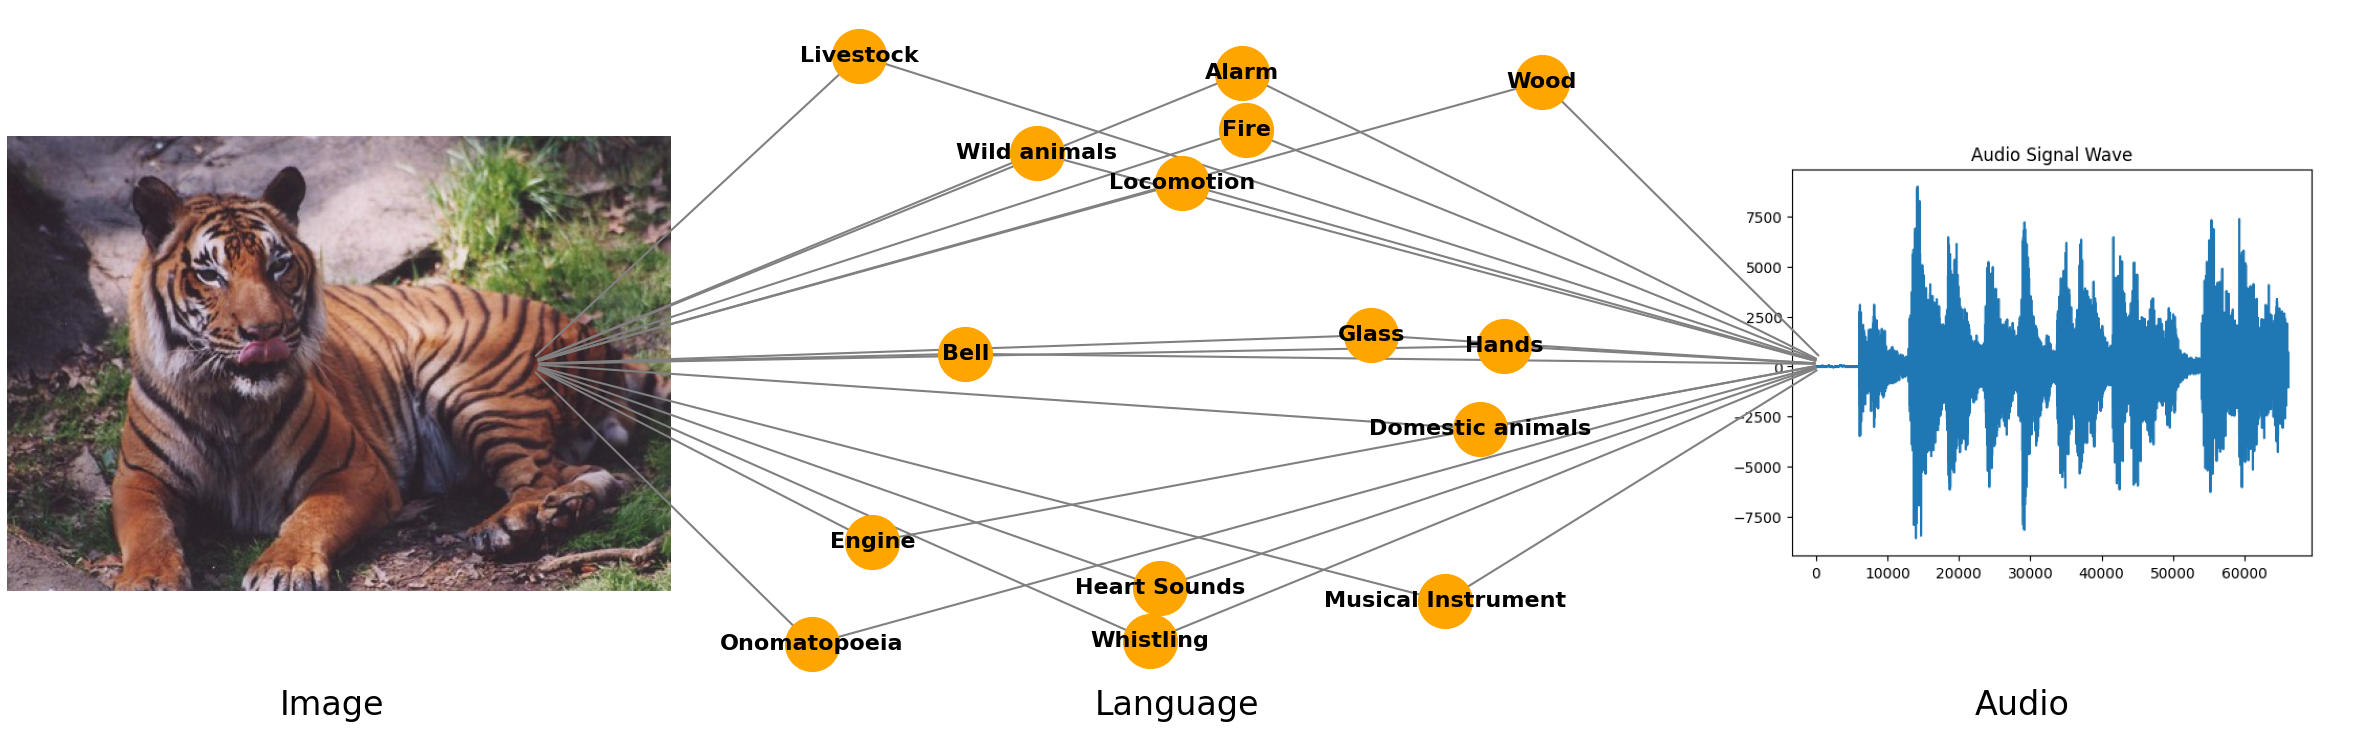 Livestock
Alarm
Wood
Fire
Wild animals
Locomotion
Glass
Hands
Bell
Domestic animals
Engine
Heart Sounds
Musical Instrument
Whistling
Onomatopoeia
Audio Signal Wave
7500
5000
2500
0
−2500
−5000
−7500
0 10000 20000 30000 40000 50000 60000
Image
Language
Audio